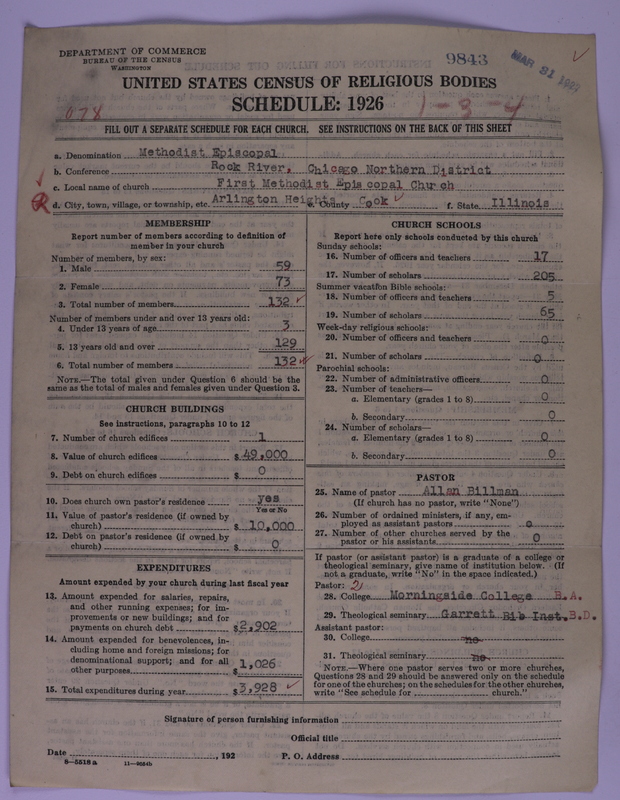 DEPARTMENT OF COMMERCE
BUREAU OF THE CENSUS
WASHINGTON
9843
MAR 31 1927
UNITED STATES CENSUS OF RELIGIOUS BODIES
SCHEDULE: 1926
078
1-3-4
FILL OUT A SEPARATE SCHEDULE FOR EACH CHURCH. SEE INSTRUCTIONS ON THE BACK OF THIS SHEET
a. Denomination Methodist Episcopal
b. Conference Rock River, Chicago Northern District
c. Local name of church First Methodist Epis copal Church
d. City, town, village, or township, etc. Arlington Heights e. County Cook f. State Illinois
MEMBERSHIP
Report number of members according to definition of
member in your church
Number of members, by sex:
1. Male 59
2. Female 73
3. Total number of members 132
Number of members under and over 13 years old:
4. Under 13 years of age 3
5. 13 years old and over 129
6. Total number of members 132
NOTE.—The total given under Question 6 should be the
same as the total of males and females given under Question 3.
CHURCH BUILDINGS
See instructions, paragraphs 10 to 12
7. Number of church edifices 1
8. Value of church edifices $49,000
9. Debt on church edifices $ 0
10. Does church own pastor's residence yes
Yes or No
11. Value of pastor's residence (if owned by
church) $ 10,000
12. Debt on pastor's residence (if owned by
church) $ 0
EXPENDITURES
Amount expended by your church during last fiscal year
13. Amount expended for salaries, repairs,
and other running expenses; for im-
provements or new buildings; and for
payments on church debt $2,902
14. Amount expended for benevolences, in-
cluding home and foreign missions; for
denominational support; and for all
other purposes $ 1,026
15. Total expenditures during year $3,928
CHURCH SCHOOLS
Report here only schools conducted by this church
Sunday schools:
16. Number of officers and teachers 17
17. Number of scholars 205
Summer vacation Bible schools:
18. Number of officers and teachers 5
19. Number of scholars 65
Week-day religious schools:
20. Number of officers and teachers 0
21. Number of scholars 0
Parochial schools:
22. Number of administrative officers 0
23. Number of teachers—
a. Elementary (grades 1 to 8) 0
b. Secondary 0
24. Number of scholars—
a. Elementary (grades 1 to 8) 0
b. Secondary 0
PASTOR
25. Name of pastor Allan Billman
(If church has no pastor, write "None")
26. Number of ordained ministers, if any, em-
ployed as assistant pastors 0
27. Number of other churches served by the
pastor or his assistants 0
If pastor (or assistant pastor) is a graduate of a college or
theological seminary, give name of institution below. (If
not a graduate, write "No" in the space indicated.)
Pastor: 2
28. College Morningside College B.A.
29. Theological seminary Garrett Bib Inst. B.D.
Assistant pastor:
30. College no
31. Theological seminary no
NOTE.—Where one pastor serves two or more churches,
Questions 28 and 29 should be answered only on the schedule
for one of the churches; on the schedules for the other churches,
write "See schedule for church."
Signature of person furnishing information
Official title
Date , 192 P. O. Address
8—5518 a 11—9554b